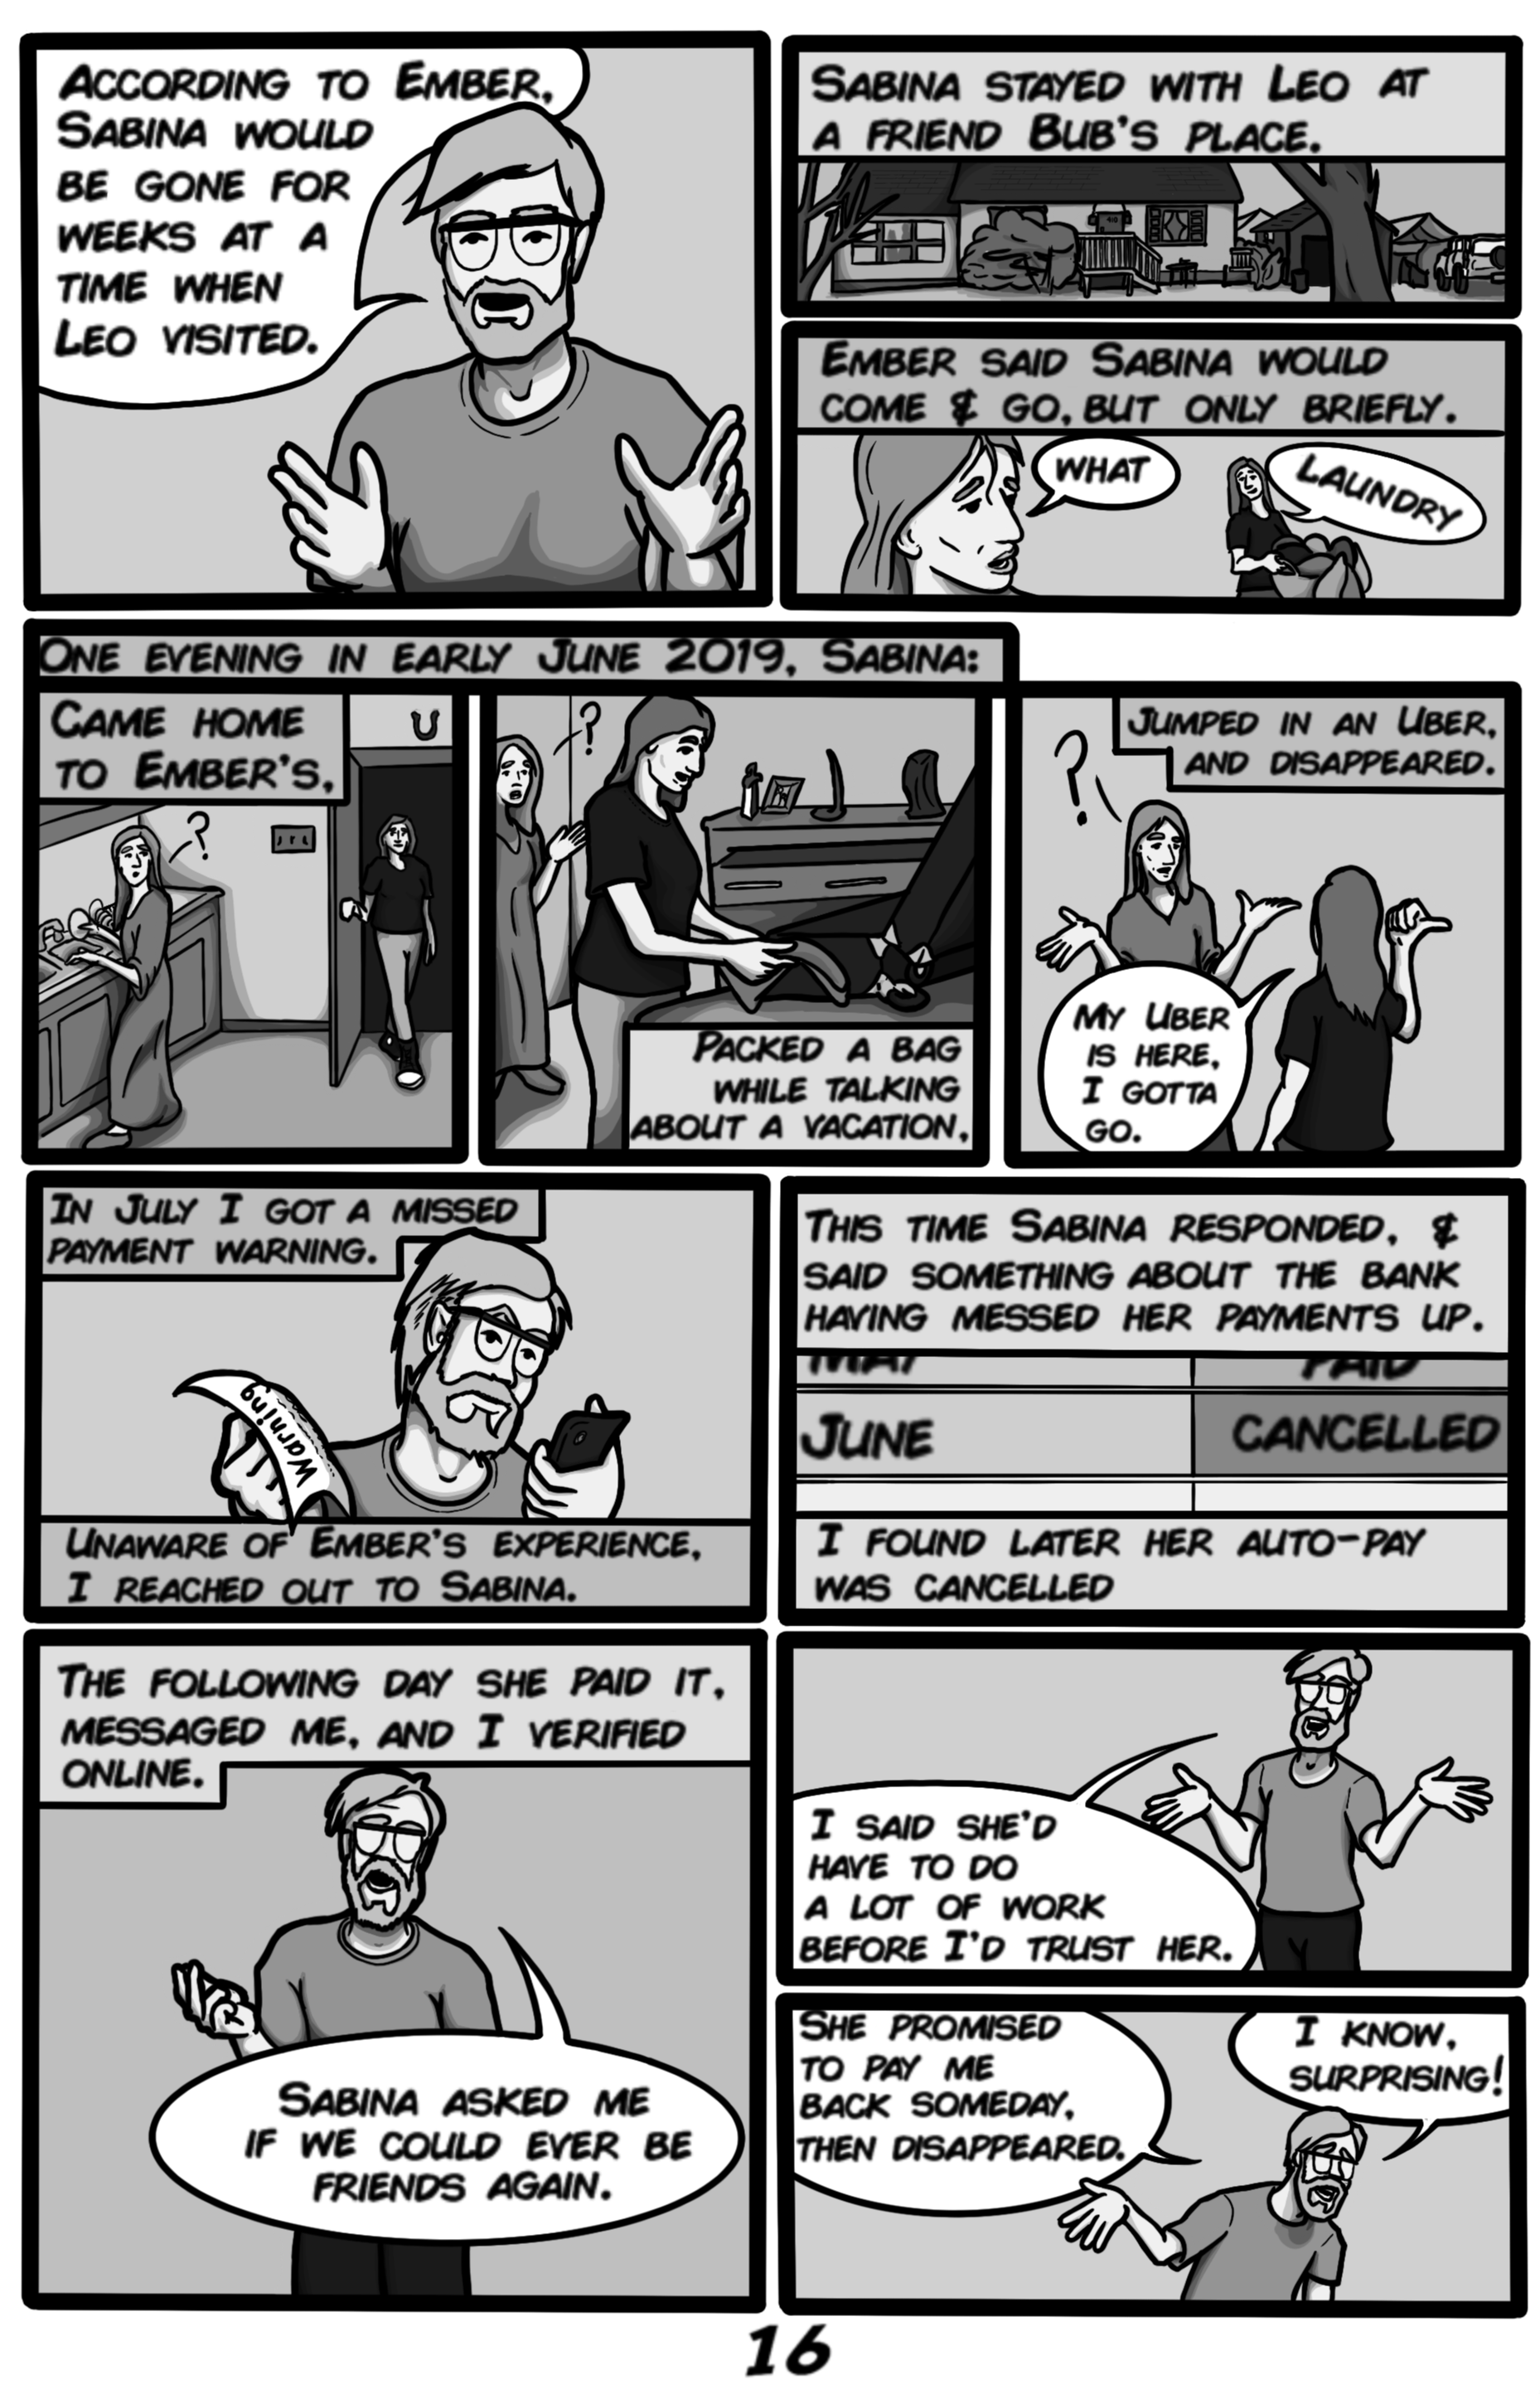 According to Ember,
Sabina would
be gone for
weeks at a
time when
Leo visited.
Sabina stayed with Leo at
a friend Bub's place.
410
Ember said Sabina would
come & go, but only briefly.
What
Laundry
One evening in early June 2019, Sabina:
Came home
to Ember's,
?
?
Packed a bag
while talking
about a vacation,
Jumped in an Uber,
and disappeared.
?
My Uber
is here,
I gotta
go.
In July I got a missed
payment warning.
Warning
Unaware of Ember's experience,
I reached out to Sabina.
This time Sabina responded, &
said something about the bank
having messed her payments up.
May Paid
June Cancelled
I found later her auto-pay
was cancelled
The following day she paid it,
messaged me, and I verified
online.
Sabina asked me
if we could ever be
friends again.
I said she'd
have to do
a lot of work
before I'd trust her.
She promised
to pay me
back someday,
then disappeared.
I know,
surprising!
16